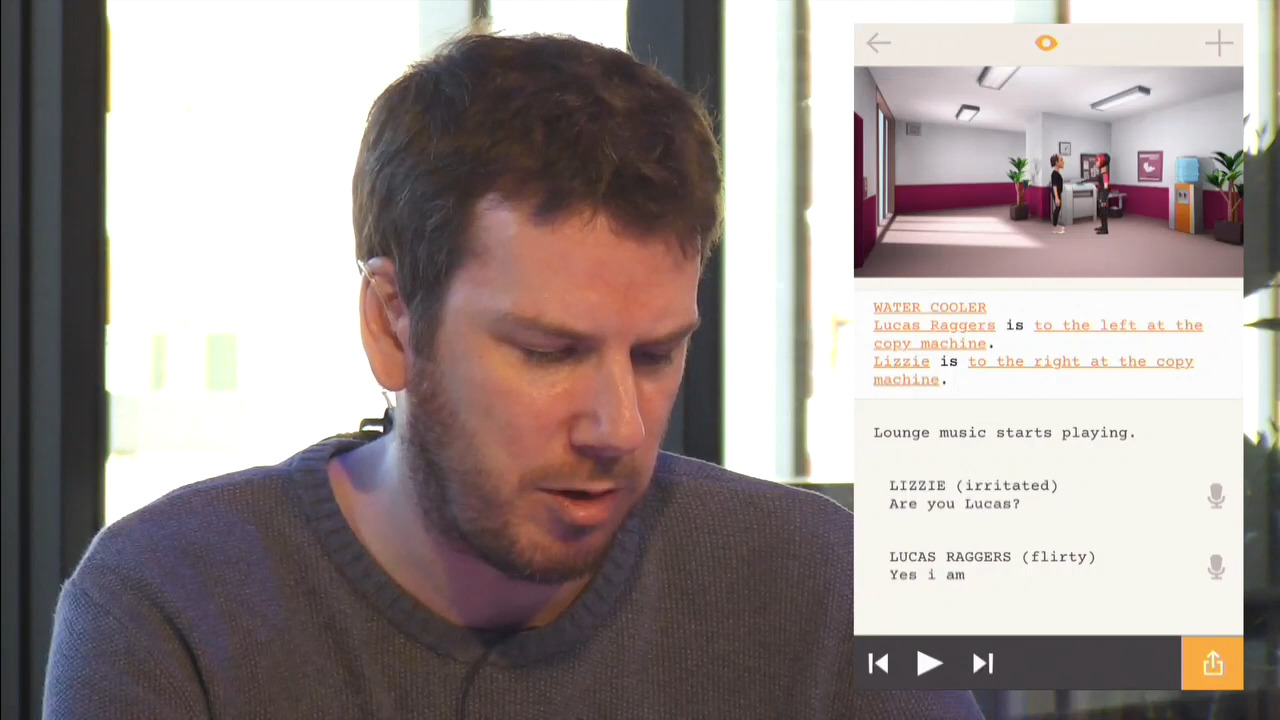 WATER COOLER
Lucas Raggers is to the left at the
copy machine.
Lizzie is to the right at the copy
machine.
Lounge music starts playing.
LIZZIE (irritated)
Are you Lucas?
LUCAS RAGGERS (flirty)
Yes i am